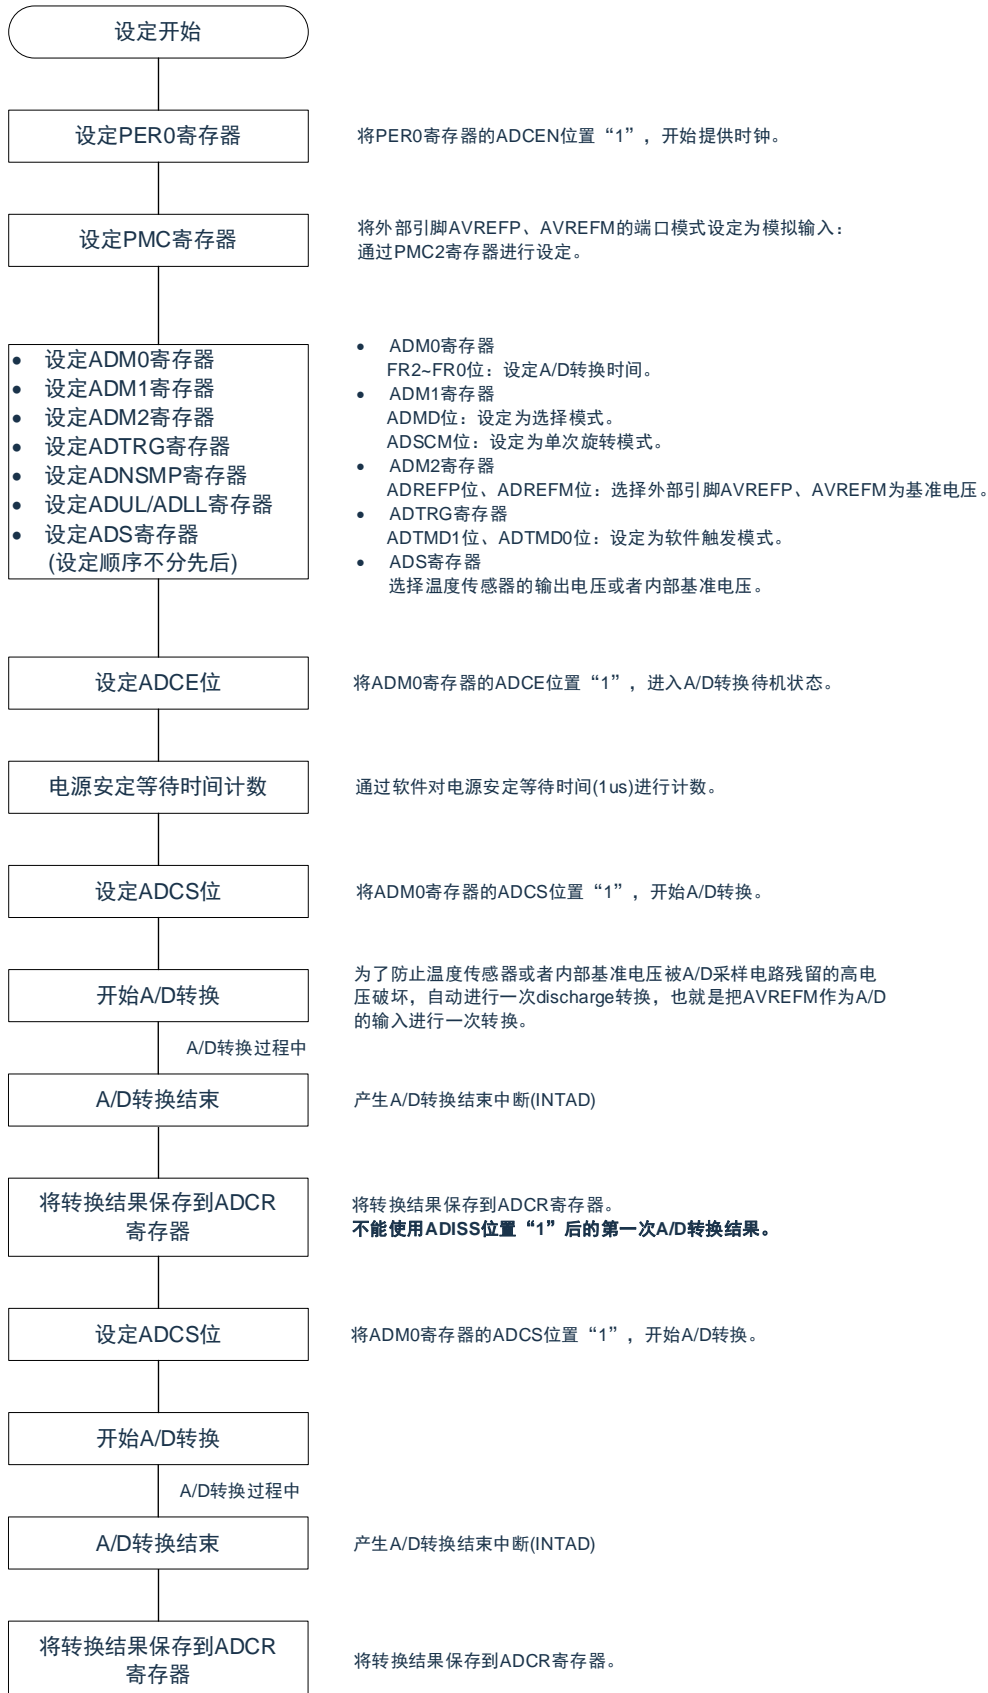 设定开始
设定PER0寄存器
将PER0寄存器的ADCEN位置“1”，开始提供时钟。
设定PMC寄存器
将外部引脚AVREFP、AVREFM的端口模式设定为模拟输入：
通过PMC2寄存器进行设定。
• 设定ADM0寄存器
• 设定ADM1寄存器
• 设定ADM2寄存器
• 设定ADTRG寄存器
• 设定ADNSMP寄存器
• 设定ADUL/ADLL寄存器
• 设定ADS寄存器
(设定顺序不分先后)
• ADM0寄存器
FR2~FR0位：设定A/D转换时间。
• ADM1寄存器
ADMD位：设定为选择模式。
ADSCM位：设定为单次旋转模式。
• ADM2寄存器
ADREFP位、ADREFM位：选择外部引脚AVREFP、AVREFM为基准电压。
• ADTRG寄存器
ADTMD1位、ADTMD0位：设定为软件触发模式。
• ADS寄存器
选择温度传感器的输出电压或者内部基准电压。
设定ADCE位
将ADM0寄存器的ADCE位置“1”，进入A/D转换待机状态。
电源安定等待时间计数
通过软件对电源安定等待时间(1us)进行计数。
设定ADCS位
将ADM0寄存器的ADCS位置“1”，开始A/D转换。
开始A/D转换
为了防止温度传感器或者内部基准电压被A/D采样电路残留的高电
压破坏，自动进行一次discharge转换，也就是把AVREFM作为A/D
的输入进行一次转换。
A/D转换过程中
A/D转换结束
产生A/D转换结束中断(INTAD)
将转换结果保存到ADCR
寄存器
将转换结果保存到ADCR寄存器。
不能使用ADISS位置“1”后的第一次A/D转换结果。
设定ADCS位
将ADM0寄存器的ADCS位置“1”，开始A/D转换。
开始A/D转换
A/D转换过程中
A/D转换结束
产生A/D转换结束中断(INTAD)
将转换结果保存到ADCR
寄存器
将转换结果保存到ADCR寄存器。